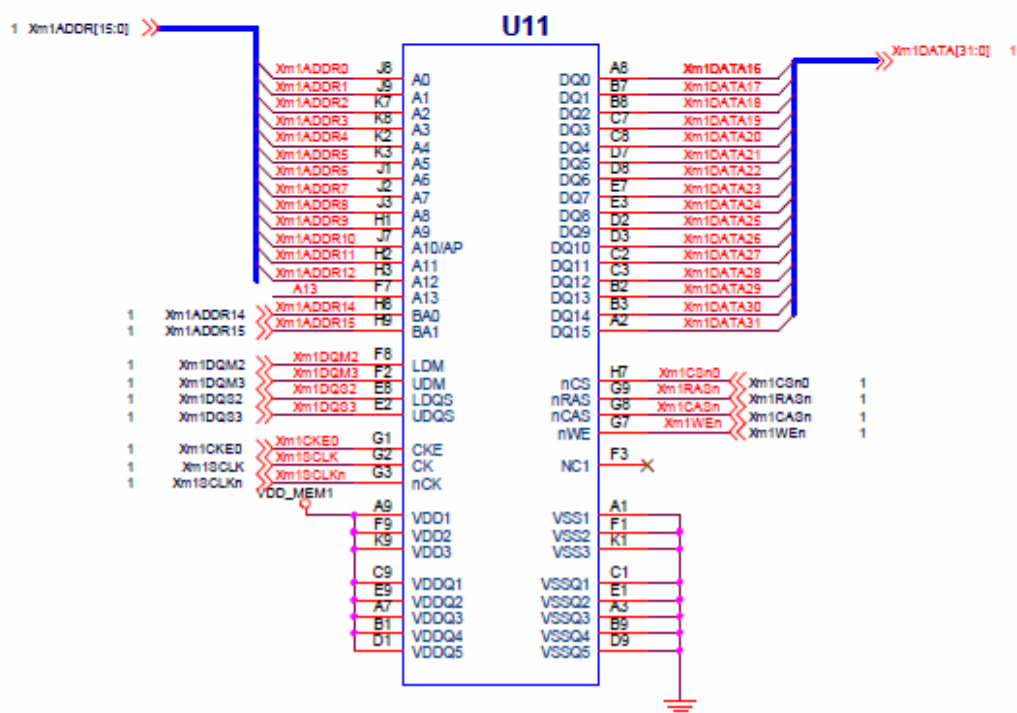 U11
1 Xm1ADDR[15:0]
Xm1DATA[31:0] 1
Xm1ADDR0 J8 A0 DQ0 A8 Xm1DATA16
Xm1ADDR1 J9 A1 DQ1 B7 Xm1DATA17
Xm1ADDR2 K7 A2 DQ2 B8 Xm1DATA18
Xm1ADDR3 K8 A3 DQ3 C7 Xm1DATA19
Xm1ADDR4 K2 A4 DQ4 C8 Xm1DATA20
Xm1ADDR5 K3 A5 DQ5 D7 Xm1DATA21
Xm1ADDR6 J1 A6 DQ6 D8 Xm1DATA22
Xm1ADDR7 J2 A7 DQ7 E7 Xm1DATA23
Xm1ADDR8 J3 A8 DQ8 E3 Xm1DATA24
Xm1ADDR9 H1 A9 DQ9 D2 Xm1DATA25
Xm1ADDR10 J7 A10/AP DQ10 D3 Xm1DATA26
Xm1ADDR11 H2 A11 DQ11 C2 Xm1DATA27
Xm1ADDR12 H3 A12 DQ12 C3 Xm1DATA28
A13 F7 A13 DQ13 B2 Xm1DATA29
1 Xm1ADDR14 Xm1ADDR14 H8 BA0 DQ14 B3 Xm1DATA30
1 Xm1ADDR15 Xm1ADDR15 H9 BA1 DQ15 A2 Xm1DATA31
1 Xm1DQM2 Xm1DQM2 F8 LDM
1 Xm1DQM3 Xm1DQM3 F2 UDM nCS H7 Xm1CSn0 Xm1CSn0 1
1 Xm1DQS2 Xm1DQS2 E8 LDQS nRAS G9 Xm1RASn Xm1RASn 1
1 Xm1DQS3 Xm1DQS3 E2 UDQS nCAS G8 Xm1CASn Xm1CASn 1
nWE G7 Xm1WEn Xm1WEn 1
1 Xm1CKE0 Xm1CKE0 G1 CKE
1 Xm1SCLK Xm1SCLK G2 CK NC1 F3
1 Xm1SCLKn Xm1SCLKn G3 nCK
VDD_MEM1
A9 VDD1 VSS1 A1
F9 VDD2 VSS2 F1
K9 VDD3 VSS3 K1
C9 VDDQ1 VSSQ1 C1
E9 VDDQ2 VSSQ2 E1
A7 VDDQ3 VSSQ3 A3
B1 VDDQ4 VSSQ4 B9
D1 VDDQ5 VSSQ5 D9